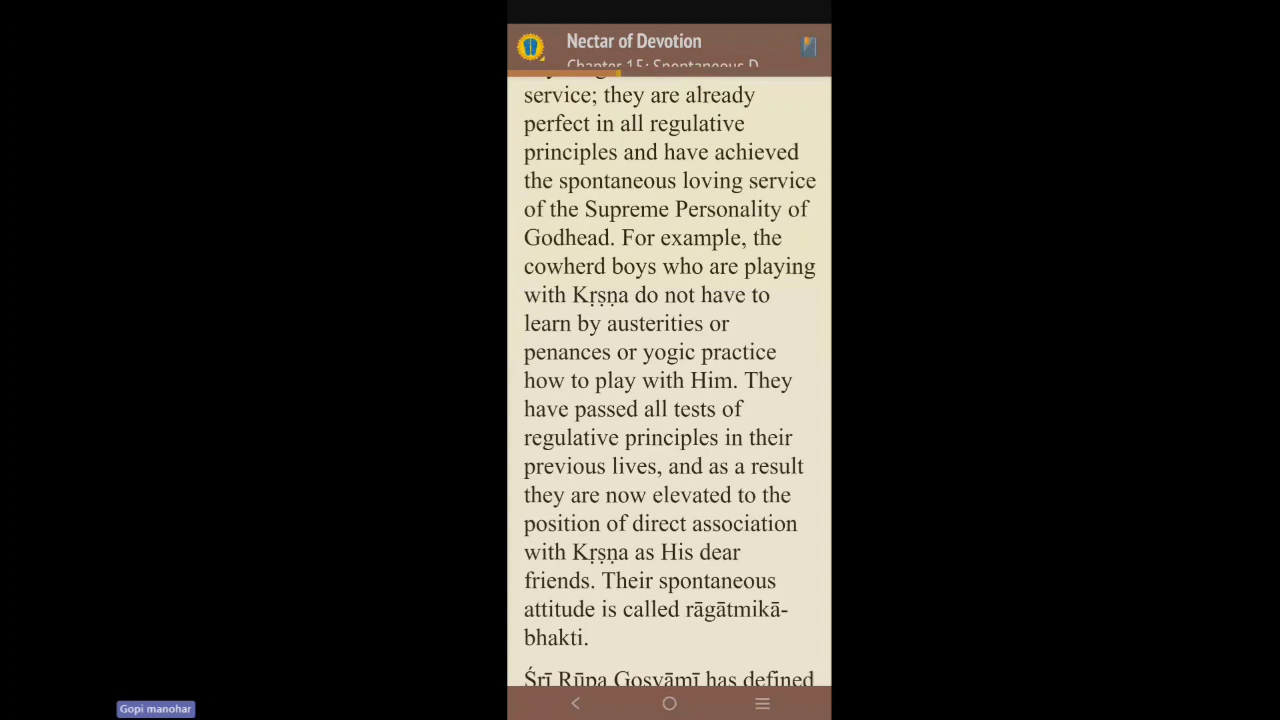 Nectar of Devotion
Chapter 15: Spontaneous D
service; they are already
perfect in all regulative
principles and have achieved
the spontaneous loving service
of the Supreme Personality of
Godhead. For example, the
cowherd boys who are playing
with Kṛṣṇa do not have to
learn by austerities or
penances or yogic practice
how to play with Him. They
have passed all tests of
regulative principles in their
previous lives, and as a result
they are now elevated to the
position of direct association
with Kṛṣṇa as His dear
friends. Their spontaneous
attitude is called rāgātmikā-
bhakti.
Śrī Rūpa Gosvāmī has defined
Gopi manohar